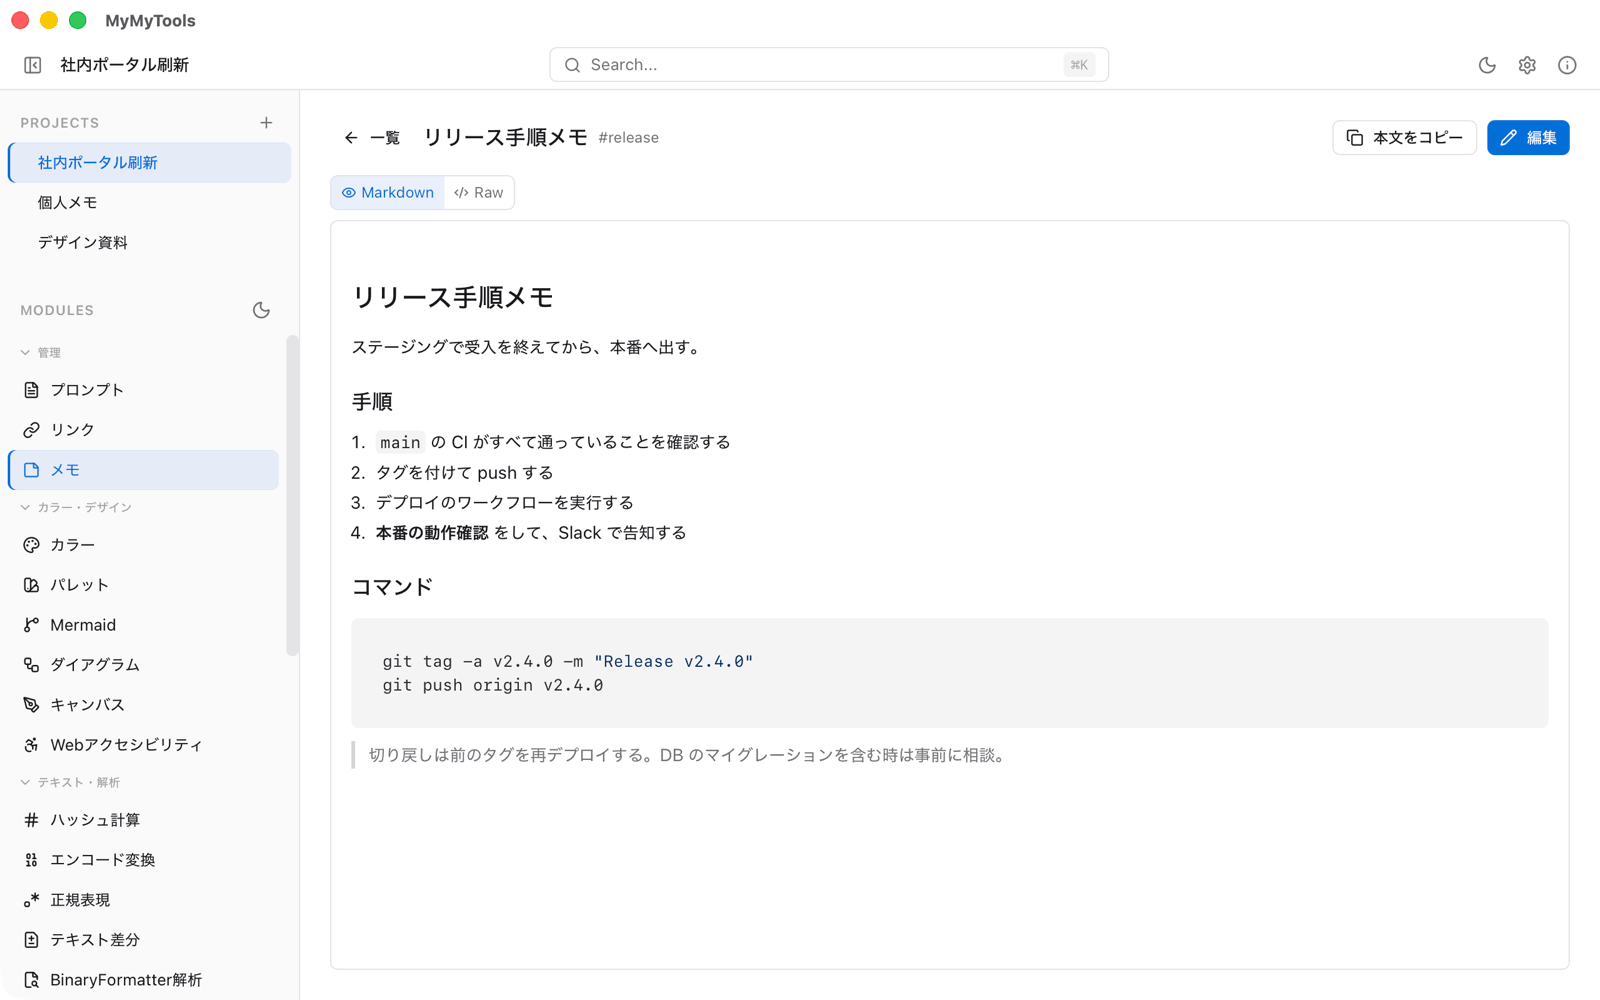 MyMyTools
社内ポータル刷新
Search...
⌘K
PROJECTS
社内ポータル刷新
個人メモ
デザイン資料
MODULES
管理
プロンプト
リンク
メモ
カラー・デザイン
カラー
パレット
Mermaid
ダイアグラム
キャンバス
Webアクセシビリティ
テキスト・解析
ハッシュ計算
エンコード変換
正規表現
テキスト差分
BinaryFormatter解析
一覧 リリース手順メモ #release
本文をコピー
編集
Markdown
Raw
リリース手順メモ
ステージングで受入を終えてから、本番へ出す。
手順
1. main の CI がすべて通っていることを確認する
2. タグを付けて push する
3. デプロイのワークフローを実行する
4. 本番の動作確認 をして、Slack で告知する
コマンド
git tag -a v2.4.0 -m "Release v2.4.0"
git push origin v2.4.0
切り戻しは前のタグを再デプロイする。DB のマイグレーションを含む時は事前に相談。